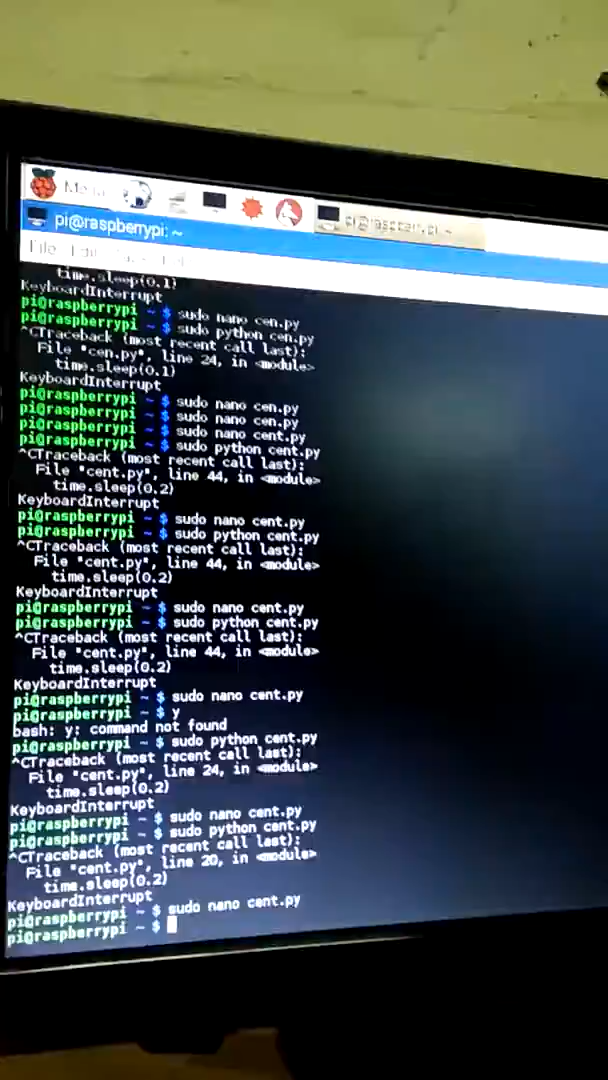 Menu
pi@raspberrypi: ~
pi@raspberrypi: ~
File Edit
time.sleep(0.1)
KeyboardInterrupt
pi@raspberrypi ~ $ sudo nano cen.py
pi@raspberrypi ~ $ sudo python cen.py
^CTraceback (most recent call last):
File "cen.py", line 24, in <module>
time.sleep(0.1)
KeyboardInterrupt
pi@raspberrypi ~ $ sudo nano cen.py
pi@raspberrypi ~ $ sudo nano cen.py
pi@raspberrypi ~ $ sudo nano cent.py
pi@raspberrypi ~ $ sudo python cent.py
^CTraceback (most recent call last):
File "cent.py", line 44, in <module>
time.sleep(0.2)
KeyboardInterrupt
pi@raspberrypi ~ $ sudo nano cent.py
pi@raspberrypi ~ $ sudo python cent.py
^CTraceback (most recent call last):
File "cent.py", line 44, in <module>
time.sleep(0.2)
KeyboardInterrupt
pi@raspberrypi ~ $ sudo nano cent.py
pi@raspberrypi ~ $ sudo python cent.py
^CTraceback (most recent call last):
File "cent.py", line 44, in <module>
time.sleep(0.2)
KeyboardInterrupt
pi@raspberrypi ~ $ sudo nano cent.py
pi@raspberrypi ~ $ y
bash: y: command not found
pi@raspberrypi ~ $ sudo python cent.py
^CTraceback (most recent call last):
File "cent.py", line 24, in <module>
time.sleep(0.2)
KeyboardInterrupt
pi@raspberrypi ~ $ sudo nano cent.py
pi@raspberrypi ~ $ sudo python cent.py
^CTraceback (most recent call last):
File "cent.py", line 20, in <module>
time.sleep(0.2)
KeyboardInterrupt
pi@raspberrypi ~ $ sudo nano cent.py
pi@raspberrypi ~ $